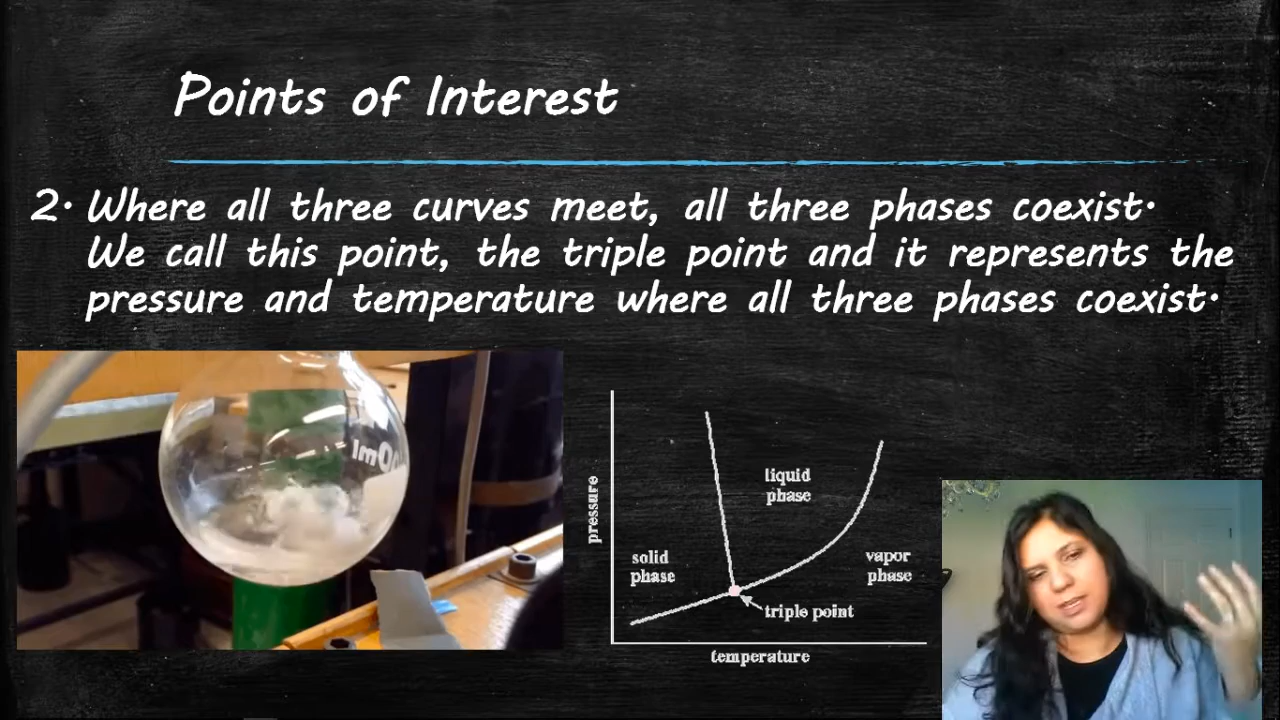 Points of Interest
2. Where all three curves meet, all three phases coexist.
We call this point, the triple point and it represents the
pressure and temperature where all three phases coexist.
pressure
liquid
phase
solid
phase
vapor
phase
triple point
temperature